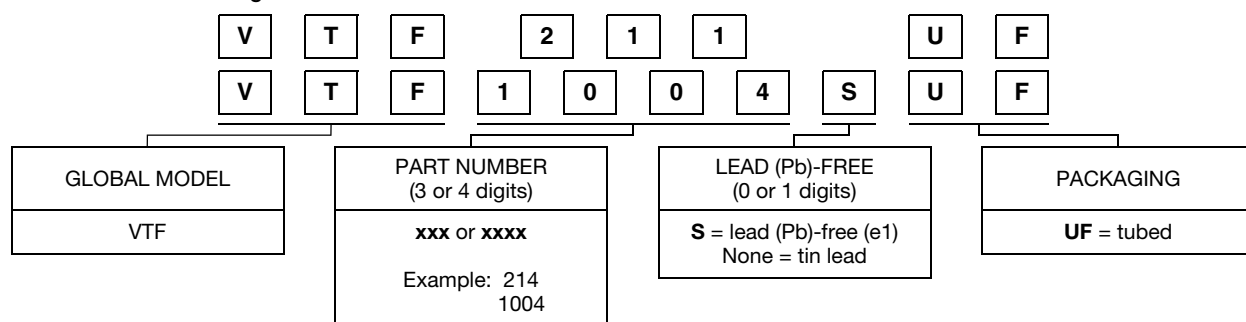 V T F 2 1 1 U F
V T F 1 0 0 4 S U F
GLOBAL MODEL
VTF
PART NUMBER
(3 or 4 digits)
xxx or xxxx
Example: 214
1004
LEAD (Pb)-FREE
(0 or 1 digits)
S = lead (Pb)-free (e1)
None = tin lead
PACKAGING
UF = tubed